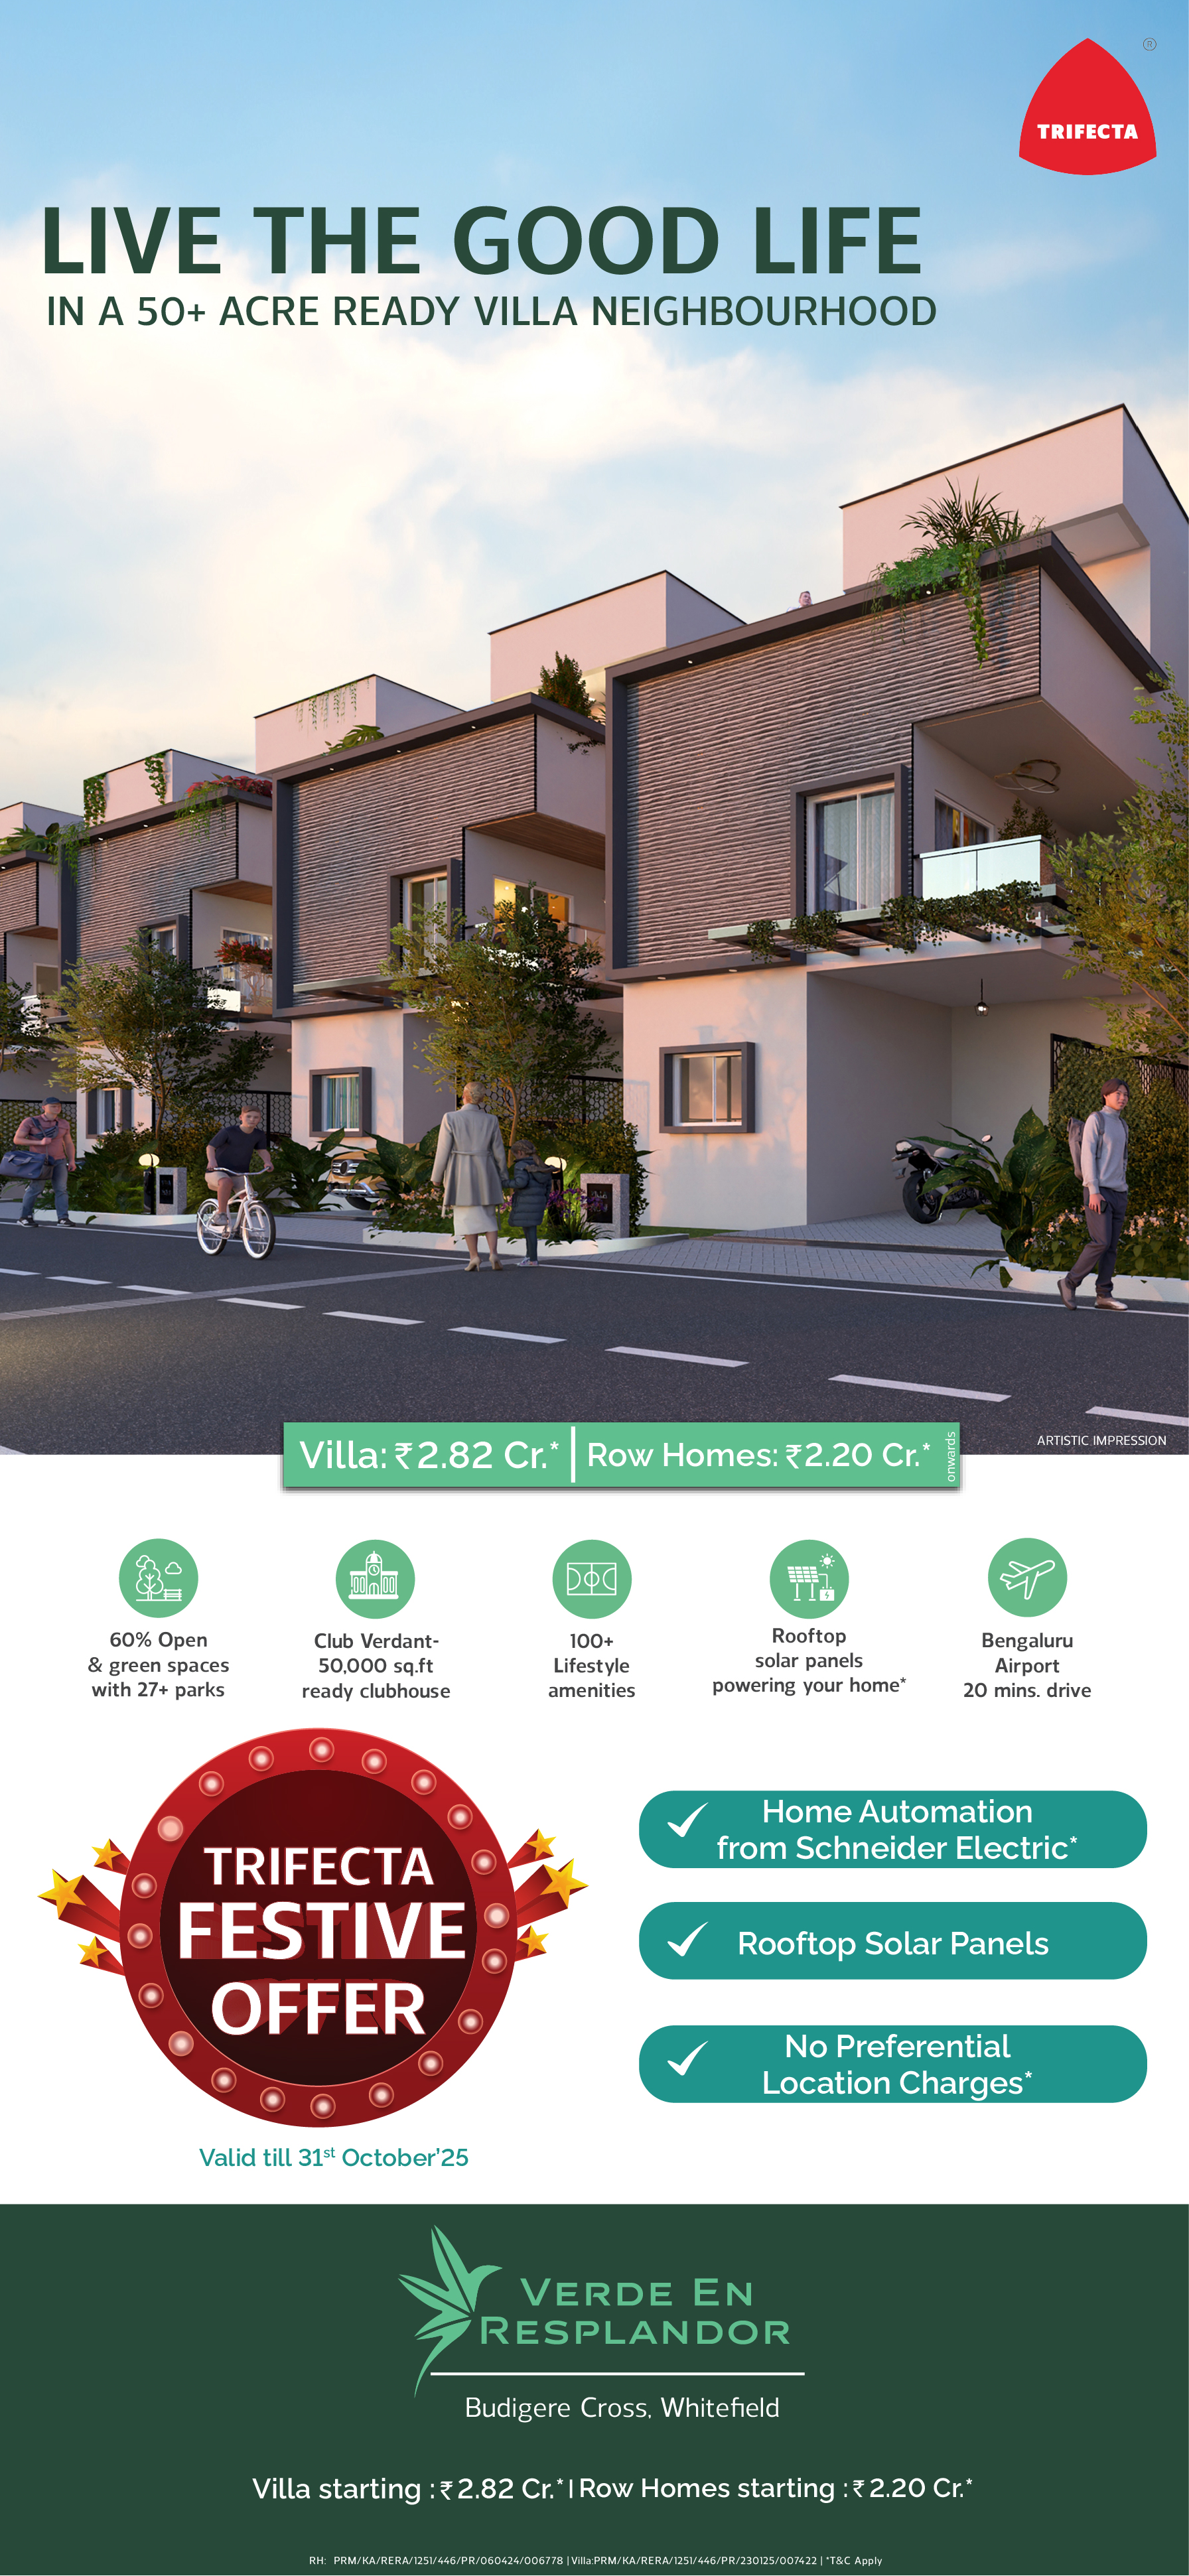 ®
TRIFECTA
LIVE THE GOOD LIFE
IN A 50+ ACRE READY VILLA NEIGHBOURHOOD
ARTISTIC IMPRESSION
Villa: ₹2.82 Cr.* | Row Homes: ₹2.20 Cr.* onwards
60% Open
& green spaces
with 27+ parks
Club Verdant-
50,000 sq.ft
ready clubhouse
100+
Lifestyle
amenities
Rooftop
solar panels
powering your home*
Bengaluru
Airport
20 mins. drive
TRIFECTA
FESTIVE
OFFER
Valid till 31st October’25
Home Automation
from Schneider Electric*
Rooftop Solar Panels
No Preferential
Location Charges*
VERDE EN
RESPLANDOR
Budigere Cross, Whitefield
Villa starting : ₹2.82 Cr.* | Row Homes starting : ₹2.20 Cr.*
RH: PRM/KA/RERA/1251/446/PR/060424/006778 | Villa:PRM/KA/RERA/1251/446/PR/230125/007422 | *T&C Apply